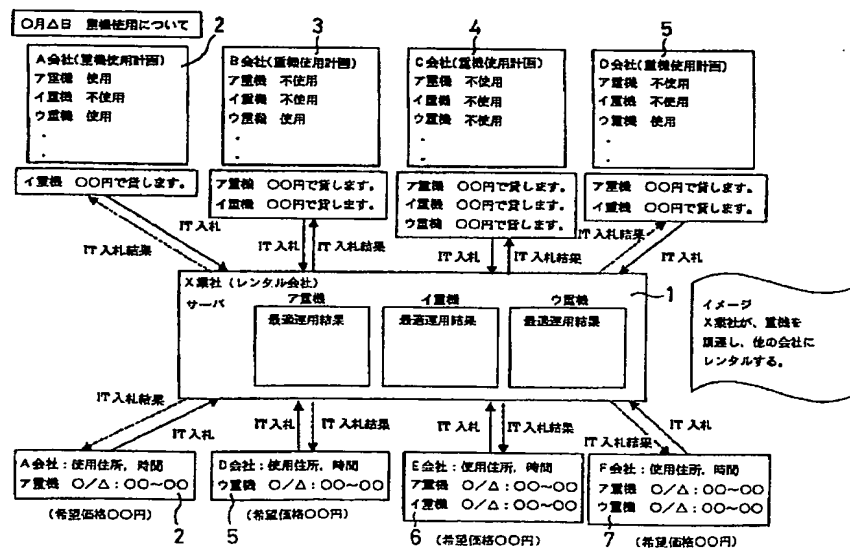 〇月△日 重機使用について
2
3
4
5
A会社(重機使用計画)
ア重機 使用
イ重機 不使用
ウ重機 使用
・
・
B会社(重機使用計画)
ア重機 不使用
イ重機 不使用
ウ重機 使用
・
・
C会社(重機使用計画)
ア重機 不使用
イ重機 不使用
ウ重機 不使用
・
・
D会社(重機使用計画)
ア重機 不使用
イ重機 不使用
ウ重機 使用
・
・
イ重機 〇〇円で貸します。
ア重機 〇〇円で貸します。
イ重機 〇〇円で貸します。
ア重機 〇〇円で貸します。
イ重機 〇〇円で貸します。
ウ重機 〇〇円で貸します。
ア重機 〇〇円で貸します。
イ重機 〇〇円で貸します。
IT入札結果
IT入札
IT入札
IT入札結果
IT入札
IT入札結果
IT入札結果
IT入札
X業社(レンタル会社)
サーバ
ア重機
最適運用結果
イ重機
最適運用結果
ウ重機
最適運用結果
1
イメージ
X業社が、重機を
調達し、他の会社に
レンタルする。
IT入札結果
IT入札
IT入札
IT入札結果
IT入札
IT入札結果
IT入札結果
IT入札
A会社:使用住所,時間
ア重機 〇/△:〇〇~〇〇
(希望価格〇〇円)
2
D会社:使用住所,時間
ウ重機 〇/△:〇〇~〇〇
5
(希望価格〇〇円)
E会社:使用住所,時間
ア重機 〇/△:〇〇~〇〇
イ重機 〇/△:〇〇~〇〇
6
(希望価格〇〇円)
F会社:使用住所,時間
ア重機 〇/△:〇〇~〇〇
ウ重機 〇/△:〇〇~〇〇
7
(希望価格〇〇円)